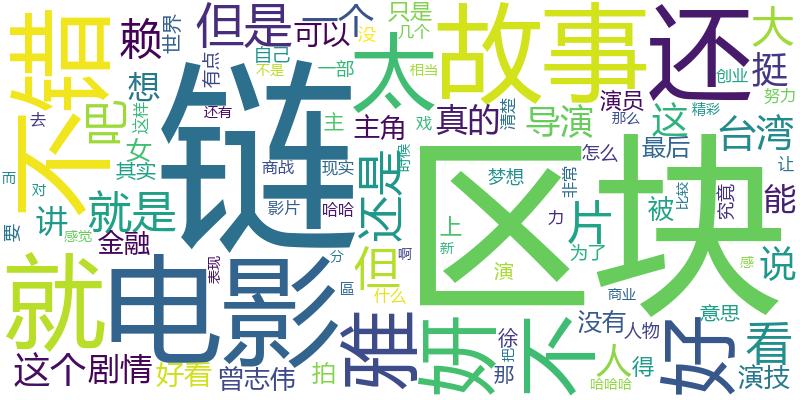 不错
但是
一个
只是
几个
没
故事
还
大
挺
赖
世界
可以
自己
不是
一部
相当
创业
努力
想
有点
太
吧
这样
还有
链
主
主角
真的
戏
清楚
导演
演员
那么
精彩
这
台湾
去
女
其实
商战
现实
时候
区块
怎么
最后
让
而
对
讲
就是
还是
梦想
非常
片
被
比较
究竟
能
要
感觉
金融
影片
哈哈
上
新
力
为了
说
就
电影
表现
分
區
啊
什么
演
但
感
商业
意思
雅
妍
不
没有
人物
好
看
这个
剧情
好看
曾志伟
拍
徐
那
把
人
得
哈哈哈
演技